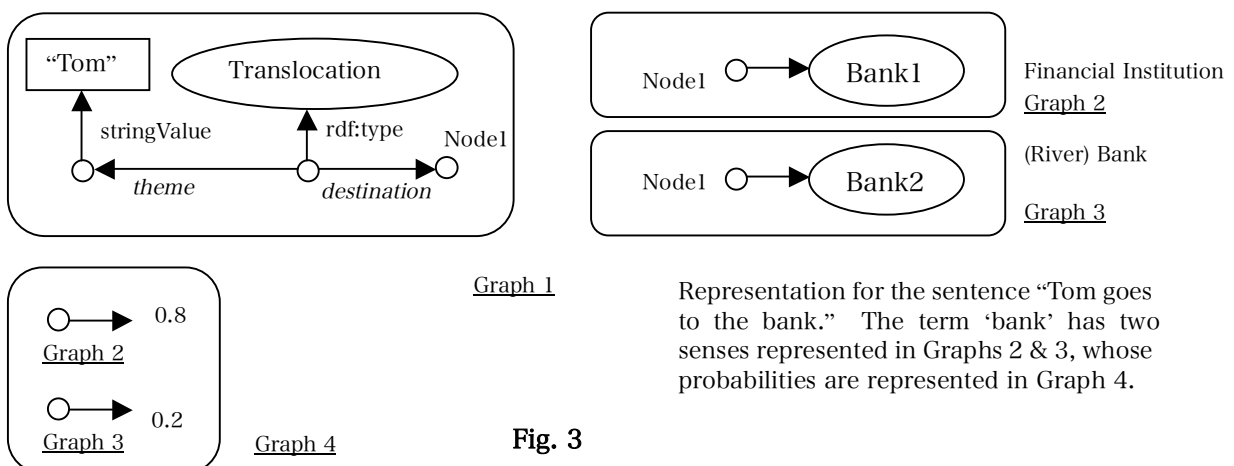 “Tom”
Translocation
stringValue
rdf:type
Node1
theme
destination
Graph 1
Node1
Bank1
Financial Institution
Graph 2
Node1
Bank2
(River) Bank
Graph 3
0.8
Graph 2
0.2
Graph 3
Graph 4
Representation for the sentence “Tom goes
to the bank.” The term ‘bank’ has two
senses represented in Graphs 2 & 3, whose
probabilities are represented in Graph 4.
Fig. 3